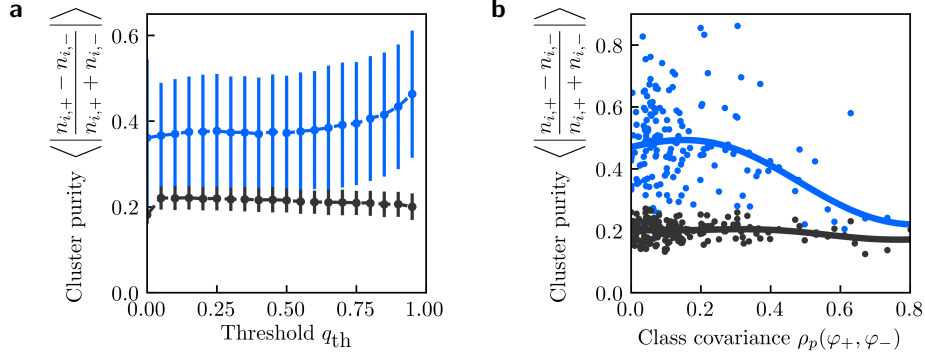 a
Cluster purity ⟨|n_{i,+} − n_{i,−} / n_{i,+} + n_{i,−}|⟩
0.6
0.4
0.2
0.0
0.00 0.25 0.50 0.75 1.00
Threshold q_th
b
Cluster purity ⟨|n_{i,+} − n_{i,−} / n_{i,+} + n_{i,−}|⟩
0.8
0.6
0.4
0.2
0.0
0.0 0.2 0.4 0.6 0.8
Class covariance ρ_p(φ_+, φ_−)